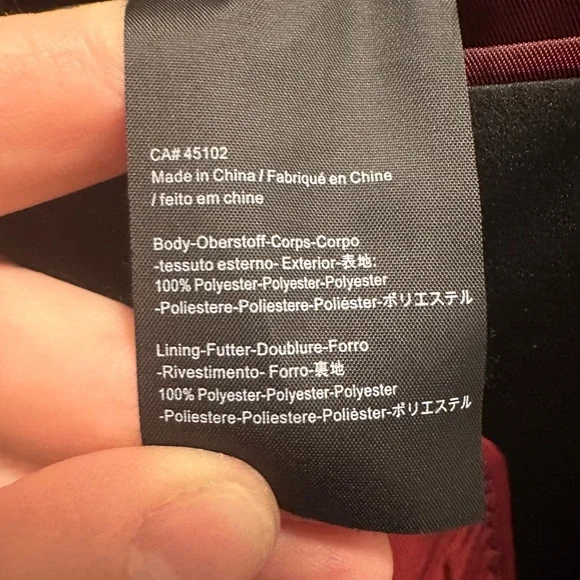 CA# 45102
Made in China / Fabriqué en Chine
/ feito em chine
Body-Oberstoff-Corps-Corpo
-tessuto esterno- Exterior-表地:
100% Polyester-Polyester-Polyester
-Poliestere-Poliestere-Poliéster-ポリエステル
Lining-Futter-Doublure-Forro
-Rivestimento- Forro-裏地
100% Polyester-Polyester-Polyester
-Poliestere-Poliestere-Poliéster-ポリエステル